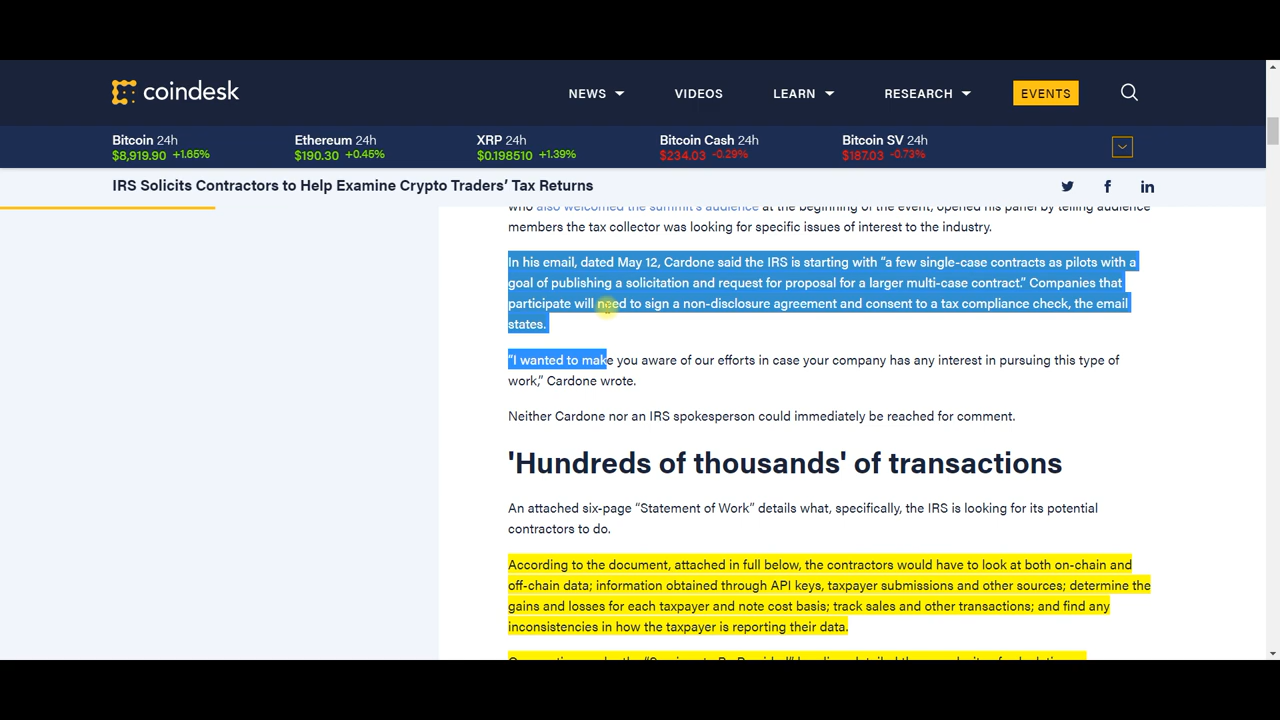 coindesk
NEWS
VIDEOS
LEARN
RESEARCH
EVENTS
Bitcoin 24h
$8,919.90 +1.65%
Ethereum 24h
$190.30 +0.45%
XRP 24h
$0.198510 +1.39%
Bitcoin Cash 24h
$234.03 -0.29%
Bitcoin SV 24h
$187.03 -0.73%
IRS Solicits Contractors to Help Examine Crypto Traders’ Tax Returns
who also welcomed the summit's audience at the beginning of the event, opened his panel by telling audience
members the tax collector was looking for specific issues of interest to the industry.
In his email, dated May 12, Cardone said the IRS is starting with “a few single-case contracts as pilots with a
goal of publishing a solicitation and request for proposal for a larger multi-case contract.” Companies that
participate will need to sign a non-disclosure agreement and consent to a tax compliance check, the email
states.
“I wanted to make you aware of our efforts in case your company has any interest in pursuing this type of
work,” Cardone wrote.
Neither Cardone nor an IRS spokesperson could immediately be reached for comment.
'Hundreds of thousands' of transactions
An attached six-page “Statement of Work” details what, specifically, the IRS is looking for its potential
contractors to do.
According to the document, attached in full below, the contractors would have to look at both on-chain and
off-chain data; information obtained through API keys, taxpayer submissions and other sources; determine the
gains and losses for each taxpayer and note cost basis; track sales and other transactions; and find any
inconsistencies in how the taxpayer is reporting their data.